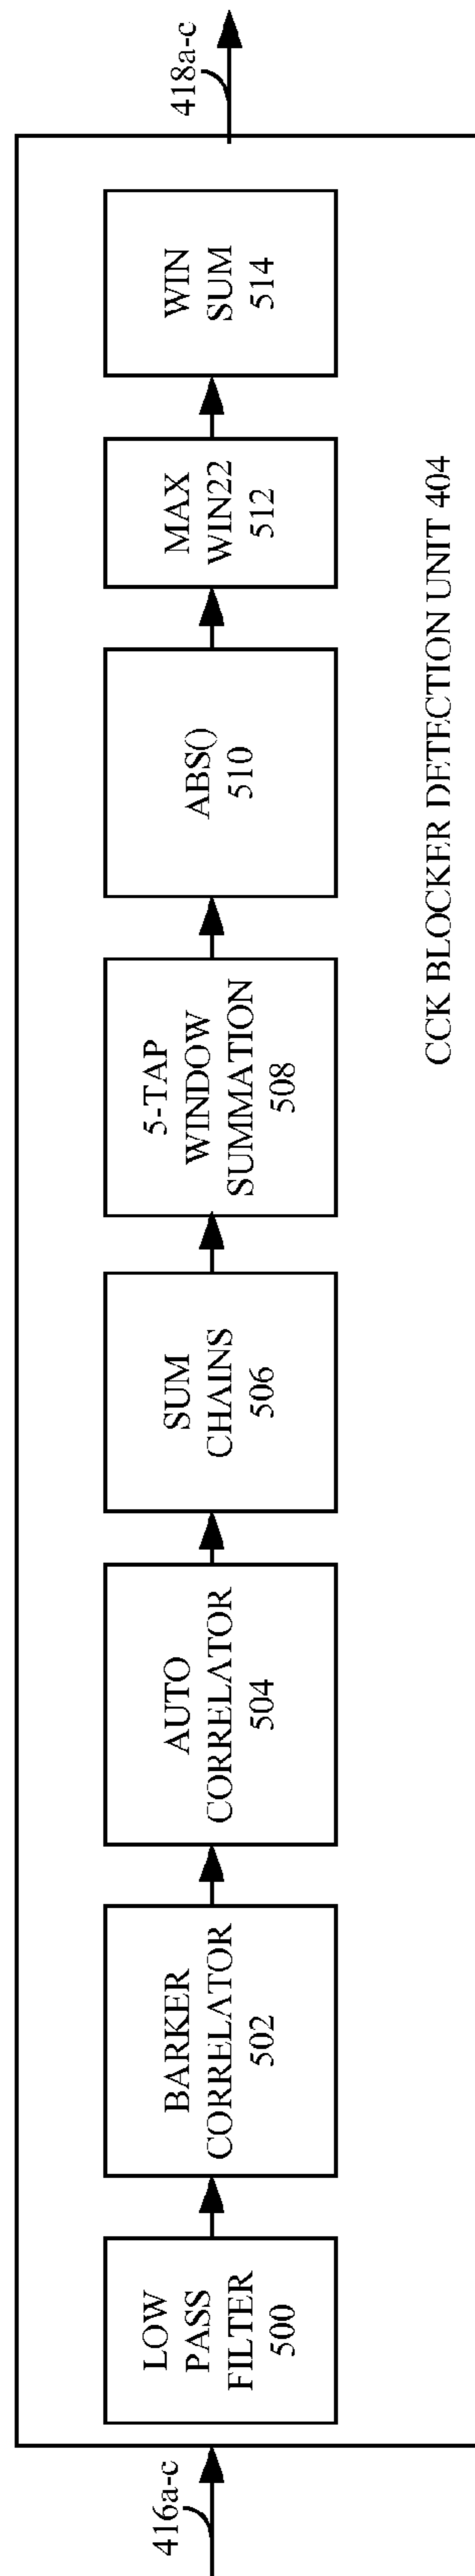 416a-c
LOW
PASS
FILTER
500
BARKER
CORRELATOR
502
AUTO
CORRELATOR
504
SUM
CHAINS
506
5-TAP
WINDOW
SUMMATION
508
ABS()
510
MAX
WIN22
512
WIN
SUM
514
418a-c
CCK BLOCKER DETECTION UNIT 404